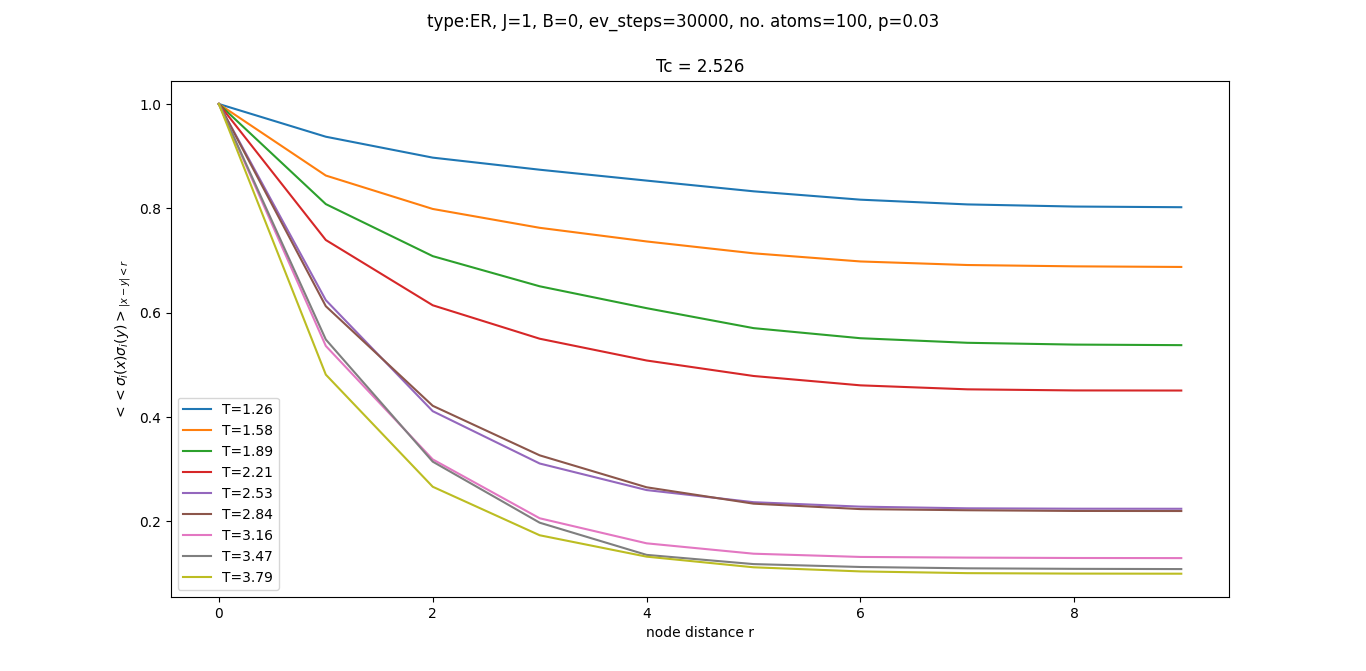 type:ER, J=1, B=0, ev_steps=30000, no. atoms=100, p=0.03
Tc = 2.526
1.0
0.8
0.6
0.4
0.2
< < σᵢ(x)σᵢ(y) > |x − y| < r
T=1.26
T=1.58
T=1.89
T=2.21
T=2.53
T=2.84
T=3.16
T=3.47
T=3.79
0 2 4 6 8
node distance r